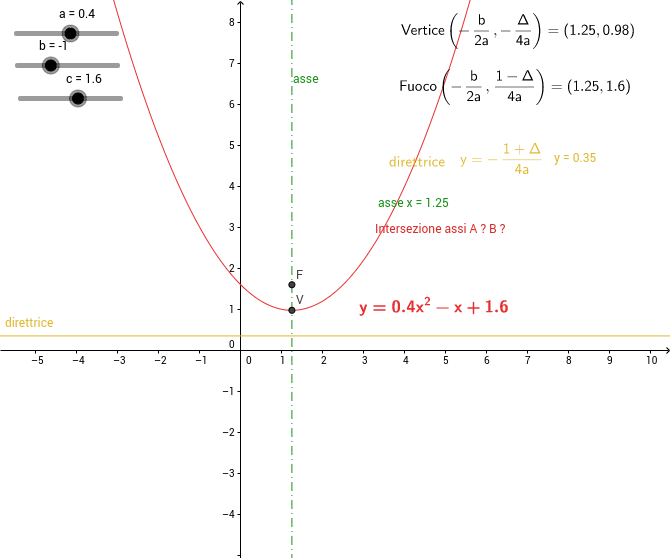 a = 0.4
b = -1
c = 1.6
Vertice (− b/2a , − Δ/4a) = (1.25, 0.98)
Fuoco (− b/2a , 1 − Δ/4a) = (1.25, 1.6)
asse
direttrice y = − 1 + Δ/4a y = 0.35
asse x = 1.25
Intersezione assi A ? B ?
F
V
y = 0.4x² − x + 1.6
direttrice
8
7
6
5
4
3
2
1
0
−5 −4 −3 −2 −1 0 1 2 3 4 5 6 7 8 9 10
−1
−2
−3
−4